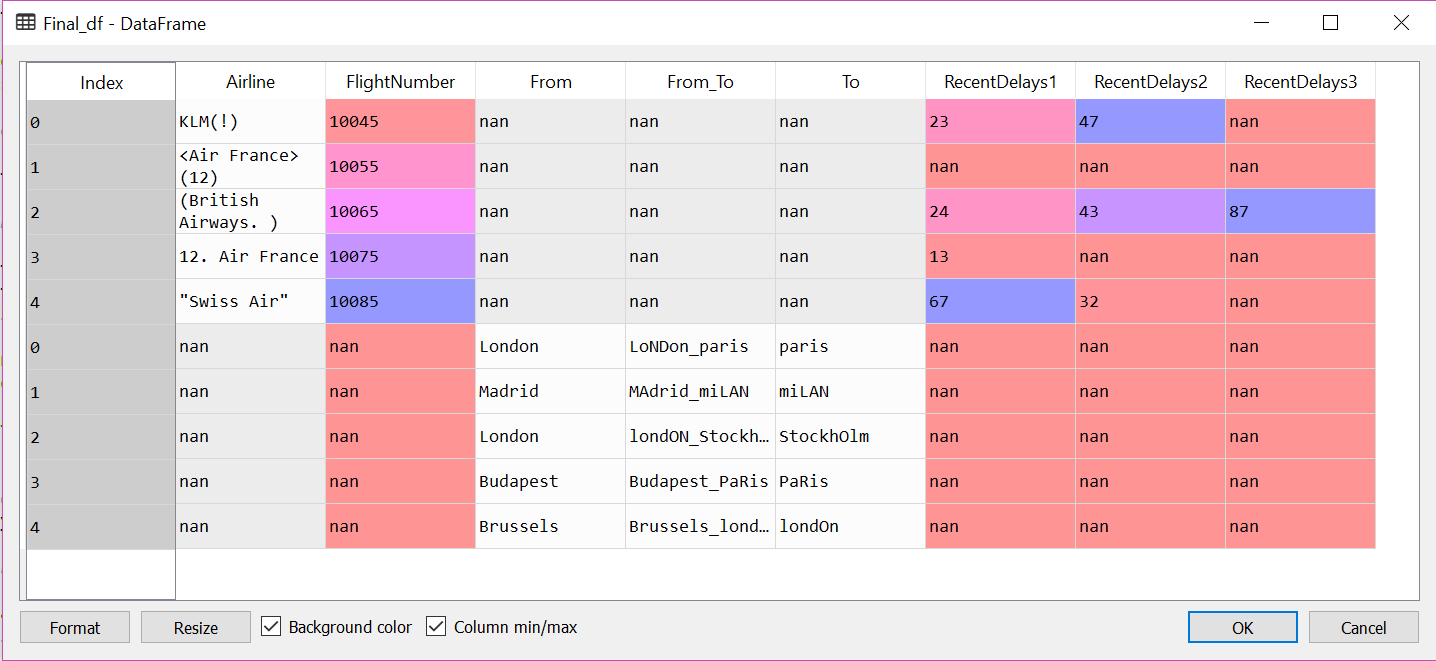 Final_df - DataFrame
Index Airline FlightNumber From From_To To RecentDelays1 RecentDelays2 RecentDelays3
0 KLM(!) 10045 nan nan nan 23 47 nan
1 <Air France> (12) 10055 nan nan nan nan nan nan
2 (British Airways. ) 10065 nan nan nan 24 43 87
3 12. Air France 10075 nan nan nan 13 nan nan
4 "Swiss Air" 10085 nan nan nan 67 32 nan
0 nan nan London LoNDon_paris paris nan nan nan
1 nan nan Madrid MAdrid_miLAN miLAN nan nan nan
2 nan nan London londON_Stockh… StockhOlm nan nan nan
3 nan nan Budapest Budapest_PaRis PaRis nan nan nan
4 nan nan Brussels Brussels_lond… londOn nan nan nan
Format Resize Background color Column min/max OK Cancel